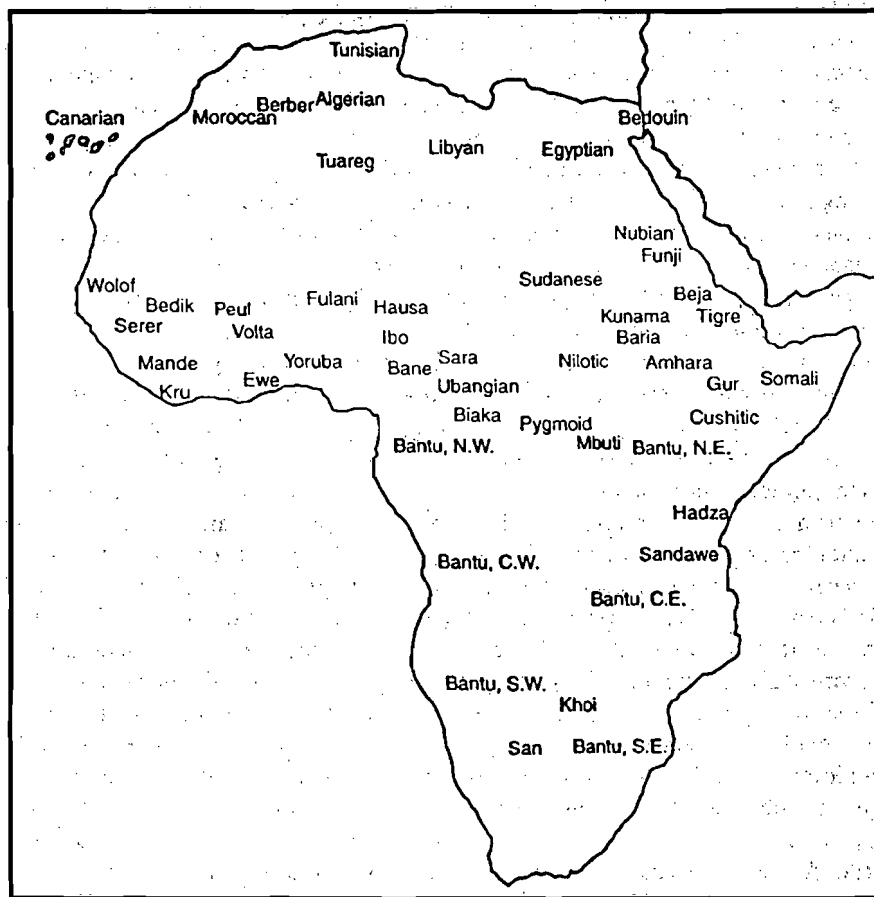 Tunisian
Canarian
Moroccan
Berber
Algerian
Bedouin
Tuareg
Libyan
Egyptian
Nubian
Funji
Wolof
Bedik
Serer
Peul
Volta
Fulani
Hausa
Sudanese
Beja
Kunama
Tigre
Baria
Ibo
Mande
Kru
Ewe
Yoruba
Bane
Sara
Ubangian
Nilotic
Amhara
Gur
Somali
Biaka
Pygmoid
Cushitic
Bantu, N.W.
Mbuti
Bantu, N.E.
Hadza
Bantu, C.W.
Sandawe
Bantu, C.E.
Bantu, S.W.
Khoi
San
Bantu, S.E.